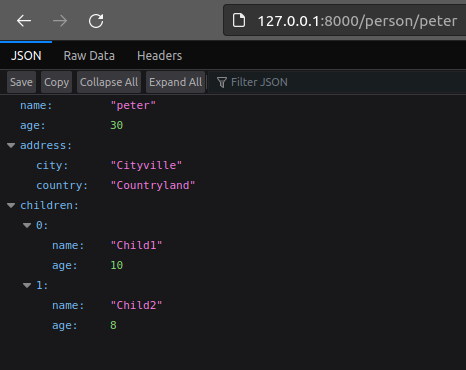 127.0.0.1:8000/person/peter
JSON Raw Data Headers
Save Copy Collapse All Expand All Filter JSON
name: "peter"
age: 30
address:
city: "Cityville"
country: "Countryland"
children:
0:
name: "Child1"
age: 10
1:
name: "Child2"
age: 8